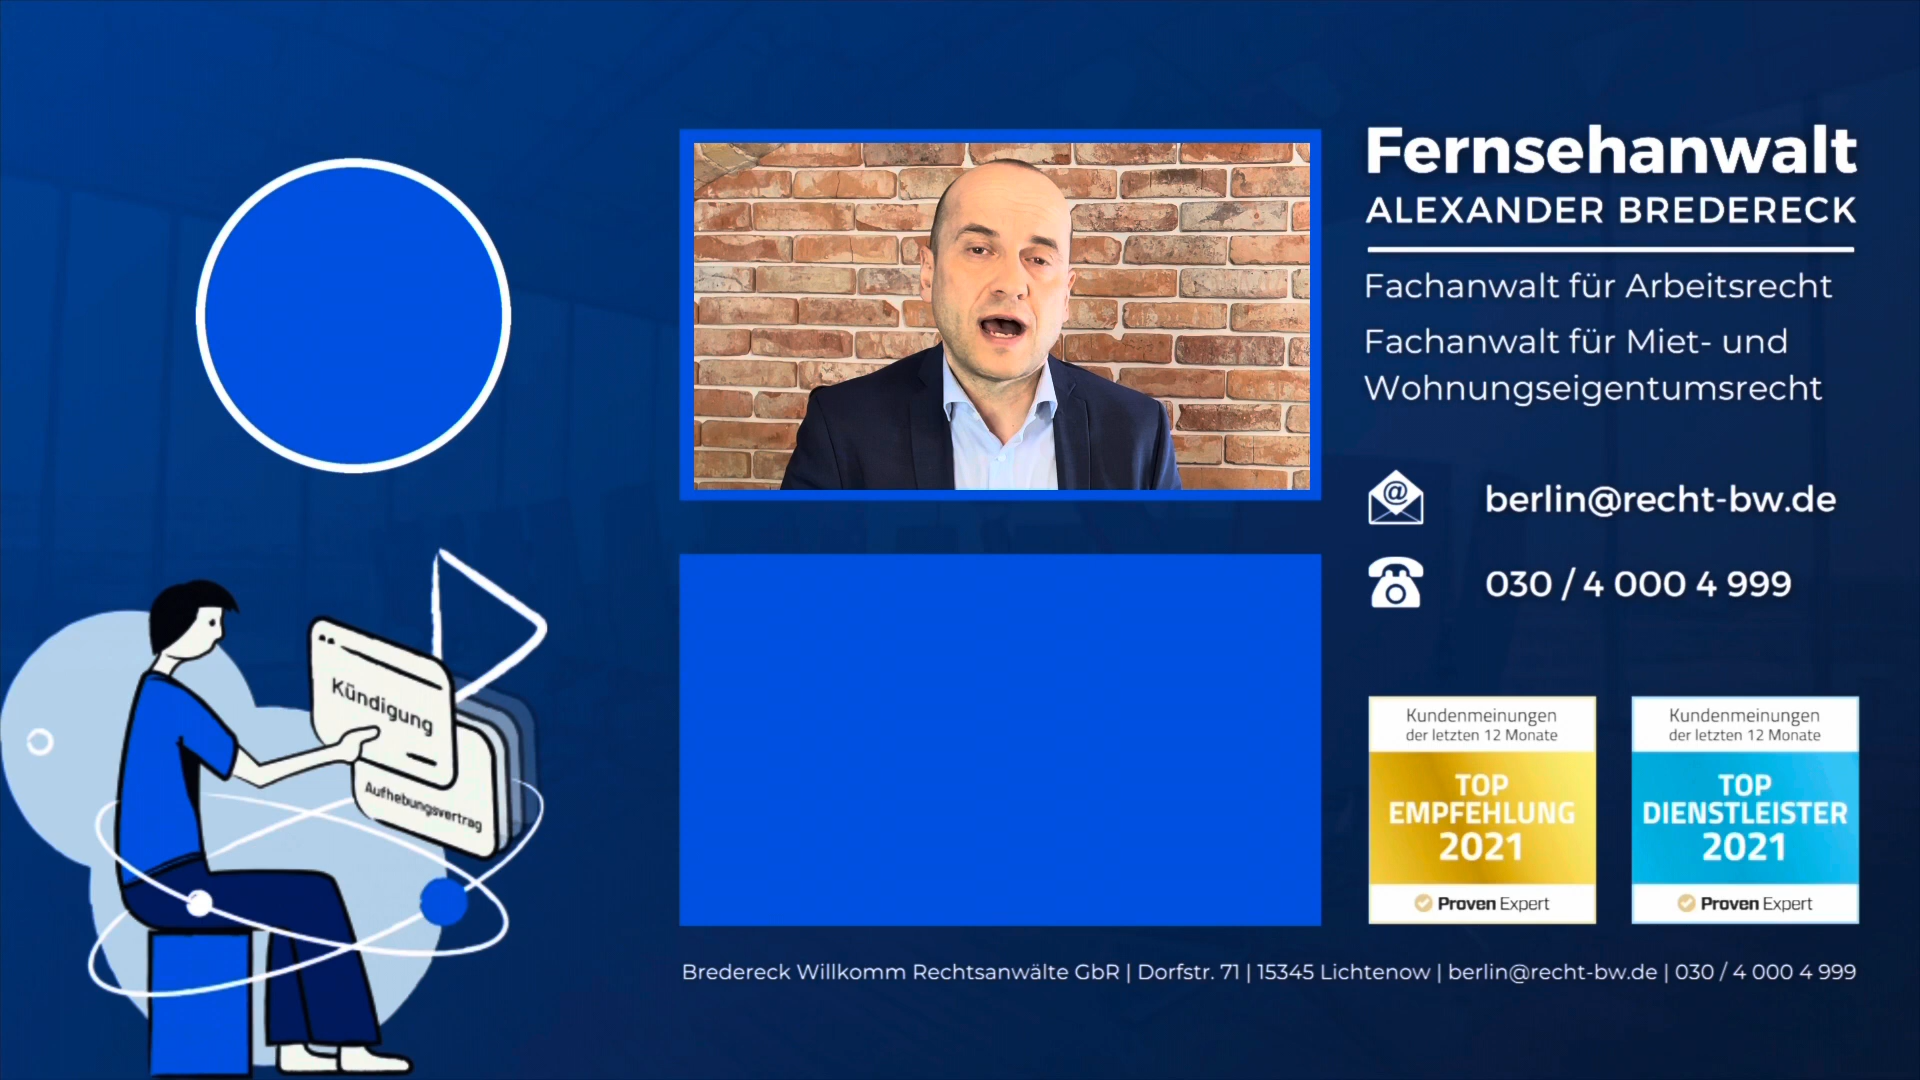 Fernsehanwalt
ALEXANDER BREDERECK
Fachanwalt für Arbeitsrecht
Fachanwalt für Miet- und
Wohnungseigentumsrecht
@
berlin@recht-bw.de
030 / 4 000 4 999
Kündigung
Aufhebungsvertrag
Kundenmeinungen
der letzten 12 Monate
TOP
EMPFEHLUNG
2021
Proven Expert
Kundenmeinungen
der letzten 12 Monate
TOP
DIENSTLEISTER
2021
Proven Expert
Bredereck Willkomm Rechtsanwälte GbR | Dorfstr. 71 | 15345 Lichtenow | berlin@recht-bw.de | 030 / 4 000 4 999